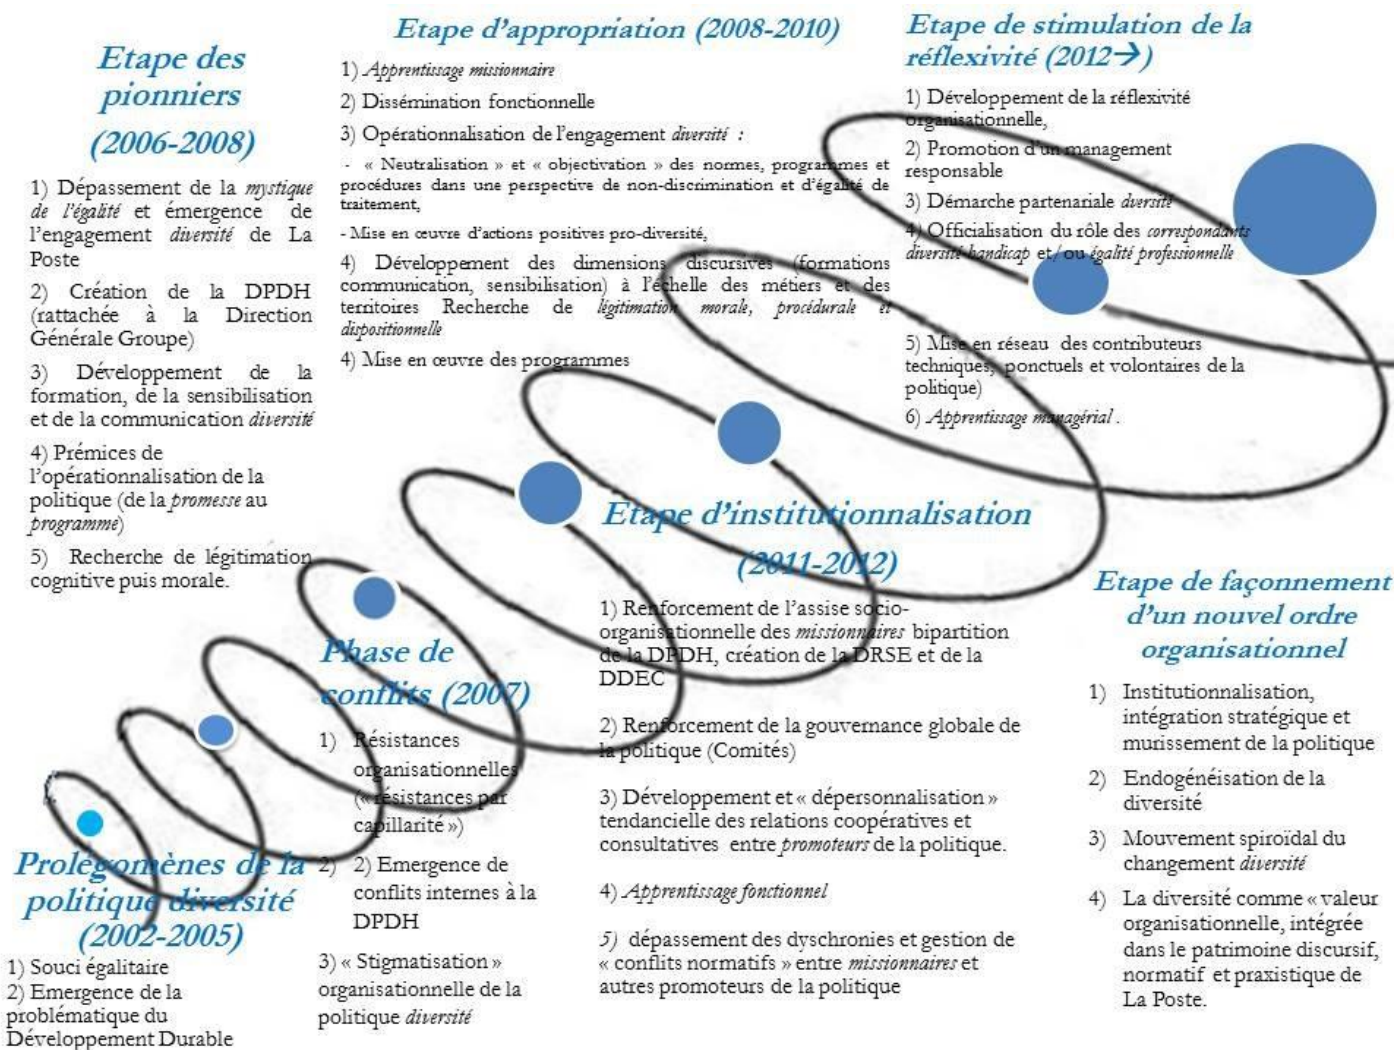 Etape des
pionniers
(2006-2008)
1) Dépassement de la mystique
de l'égalité et émergence de
l'engagement diversité de La
Poste
2) Création de la DPDH
(rattachée à la Direction
Générale Groupe)
3) Développement de la
formation, de la sensibilisation
et de la communication diversité
4) Prémices de
l'opérationnalisation de la
politique (de la promesse au
programme)
5) Recherche de légitimation
cognitive puis morale.
Etape d'appropriation (2008-2010)
1) Apprentissage missionnaire
2) Dissémination fonctionnelle
3) Opérationnalisation de l'engagement diversité :
- « Neutralisation » et « objectivation » des normes, programmes et
procédures dans une perspective de non-discrimination et d'égalité de
traitement,
- Mise en œuvre d'actions positives pro-diversité,
4) Développement des dimensions discursives (formations
communication, sensibilisation) à l'échelle des métiers et des
territoires Recherche de légitimation morale, procédurale et
dispositionnelle
4) Mise en œuvre des programmes
Etape de stimulation de la
réflexivité (2012→)
1) Développement de la réflexivité
organisationnelle,
2) Promotion d'un management
responsable
3) Démarche partenariale dversité
4) Officialisation du rôle des correspondants
diversité-handicap et/ou égalité professionnelle
5) Mise en réseau des contributeurs
techniques, ponctuels et volontaires de la
politique)
6) Apprentissage managérial .
Prolégomènes de la
politique diversité
(2002-2005)
1) Souci égalitaire
2) Emergence de la
problématique du
Développement Durable
Phase de
conflits (2007)
1) Résistances
organisationnelles
(« résistances par
capillarité »)
2) 2) Emergence de
conflits internes à la
DPDH
3) « Stigmatisation »
organisationnelle de la
politique diversité
Etape d'institutionnalisation
(2011-2012)
1) Renforcement de l'assise socio-
organisationnelle des missionnaires bipartition
de la DPDH, création de la DRSE et de la
DDEC
2) Renforcement de la gouvernance globale de
la politique (Comités)
3) Développement et « dépersonnalisation »
tendancielle des relations coopératives et
consultatives entre promoteurs de la politique.
4) Apprentissage fonctionnel
5) dépassement des dyschronies et gestion de
« conflits normatifs » entre missionnaires et
autres promoteurs de la politique
Etape de façonnement
d'un nouvel ordre
organisationnel
1) Institutionnalisation,
intégration stratégique et
murissement de la politique
2) Endogénéisation de la
diversité
3) Mouvement spiroïdal du
changement diversité
4) La diversité comme « valeur
organisationnelle, intégrée
dans le patrimoine discursif,
normatif et praxistique de
La Poste.